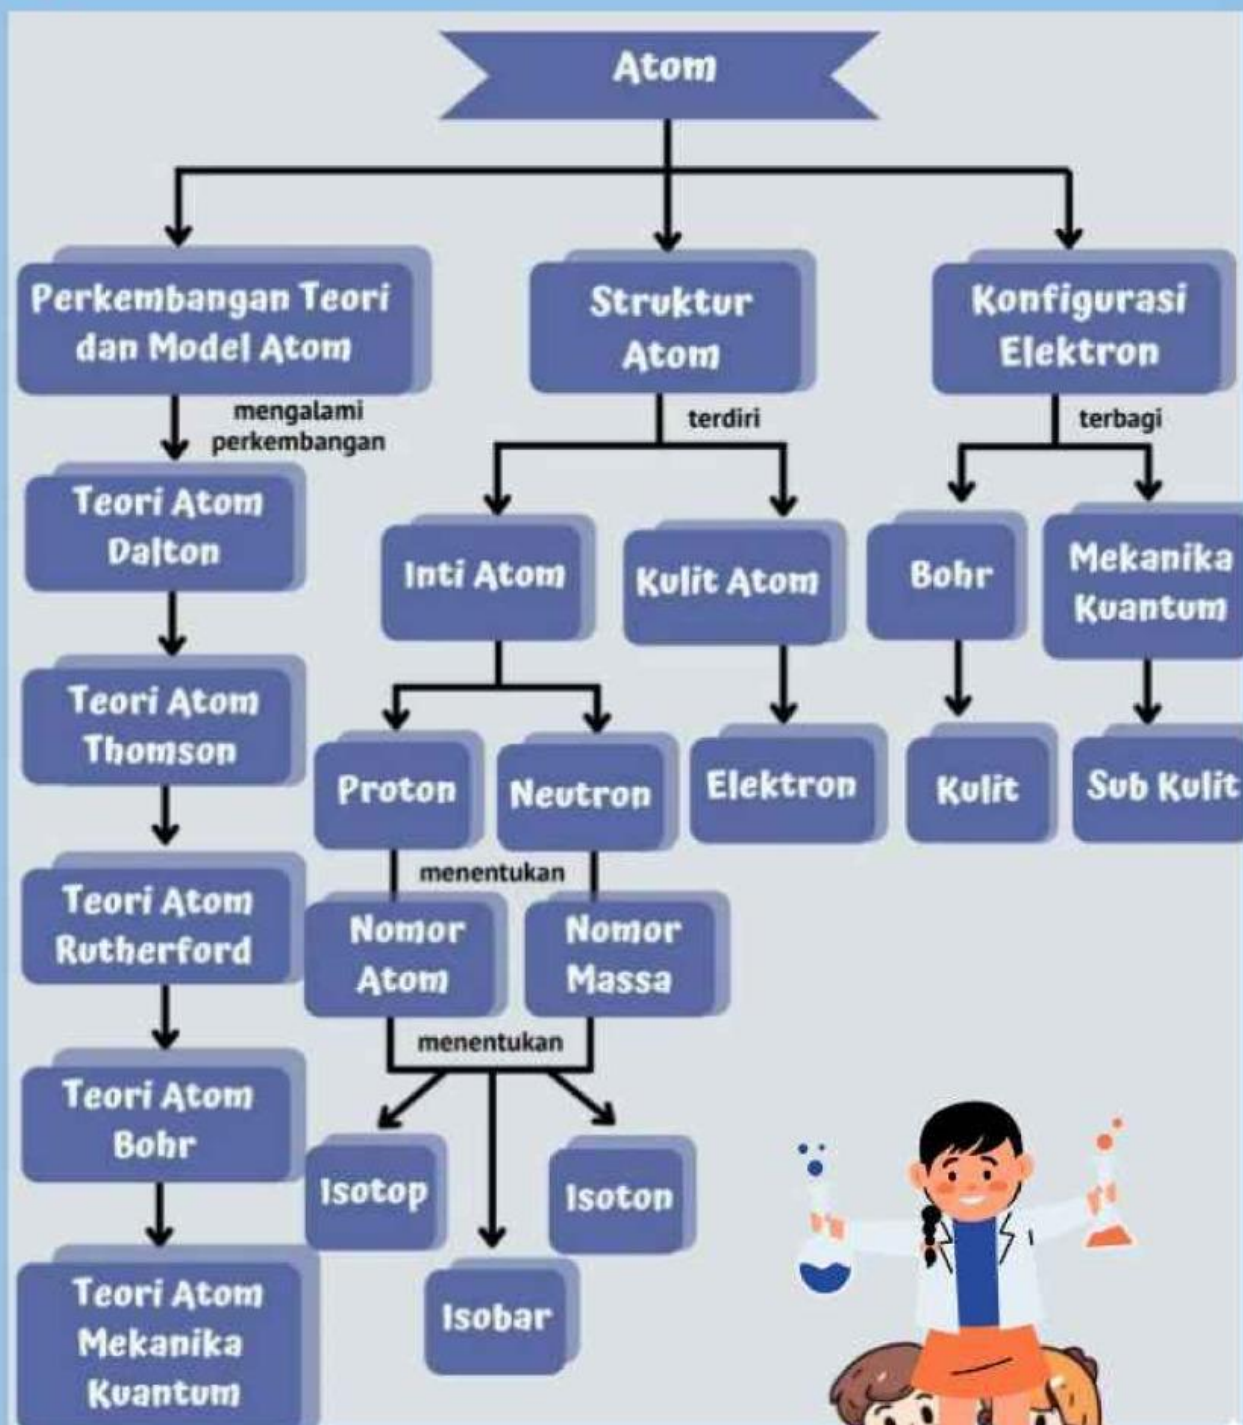 Atom
Perkembangan Teori
dan Model Atom
Struktur
Atom
Konfigurasi
Elektron
mengalami
perkembangan
terdiri
terbagi
Teori Atom
Dalton
Inti Atom
Kulit Atom
Bohr
Mekanika
Kuantum
Teori Atom
Thomson
Proton
Neutron
Elektron
Kulit
Sub Kulit
menentukan
Teori Atom
Rutherford
Nomor
Atom
Nomor
Massa
menentukan
Teori Atom
Bohr
Isotop
Isoton
Isobar
Teori Atom
Mekanika
Kuantum